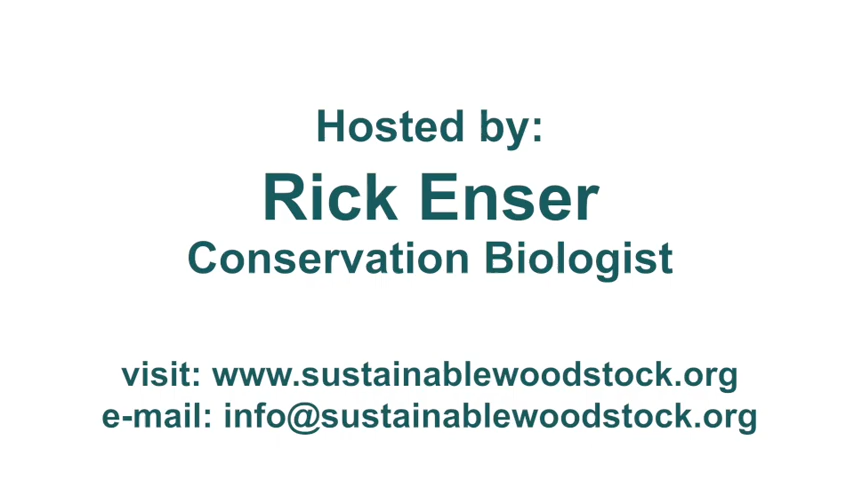 Hosted by:
Rick Enser
Conservation Biologist
visit: www.sustainablewoodstock.org
e-mail: info@sustainablewoodstock.org